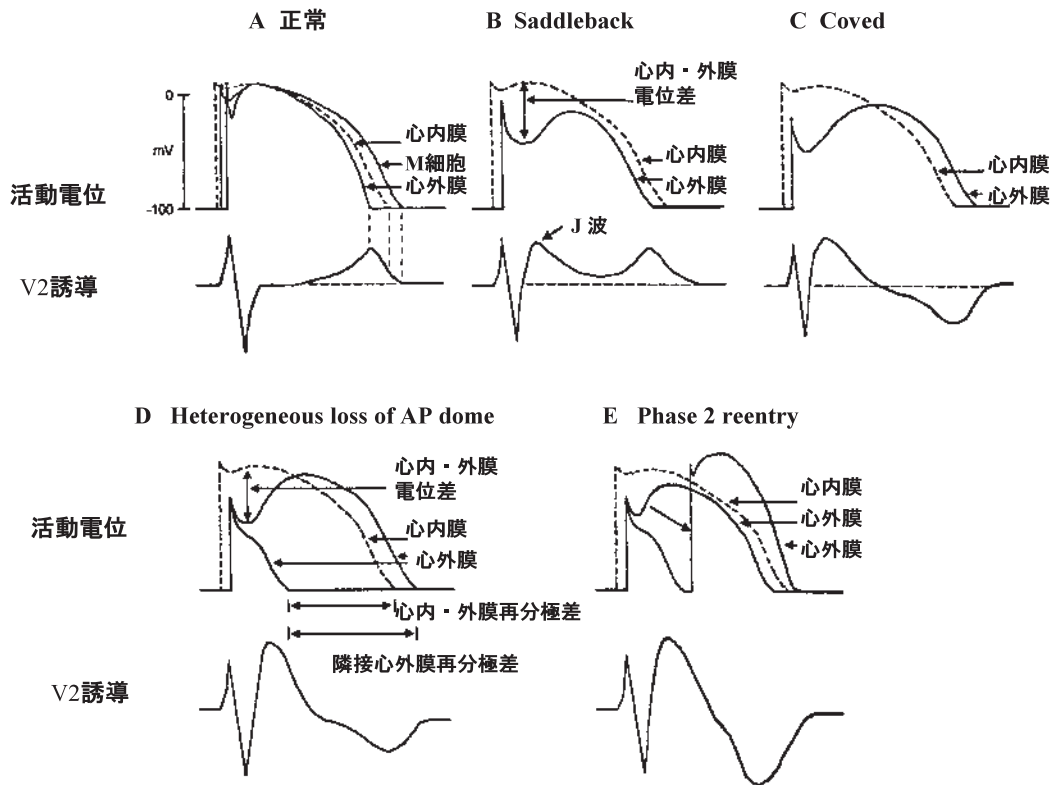 A 正常
B Saddleback
C Coved
0
mV
-100
活動電位
心内膜
M細胞
心外膜
心内・外膜
電位差
心内膜
心外膜
心内膜
心外膜
V2誘導
J 波
D Heterogeneous loss of AP dome
E Phase 2 reentry
活動電位
心内・外膜
電位差
心内膜
心外膜
心内・外膜再分極差
隣接心外膜再分極差
心内膜
心外膜
心外膜
V2誘導